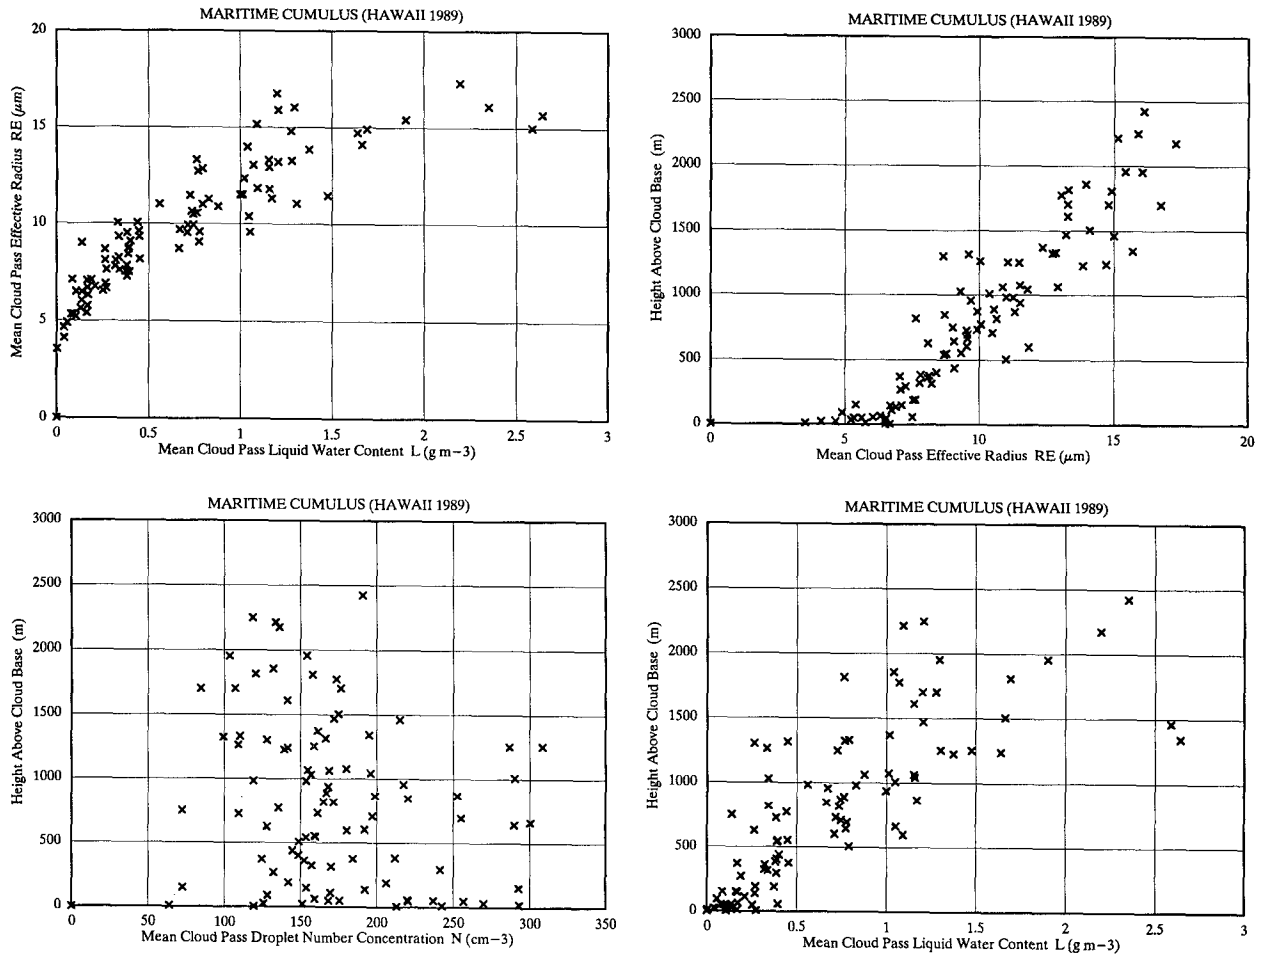 MARITIME CUMULUS (HAWAII 1989)
20
15
10
5
0
Mean Cloud Pass Effective Radius RE (μm)
0 0.5 1 1.5 2 2.5 3
Mean Cloud Pass Liquid Water Content L (g m−3)
MARITIME CUMULUS (HAWAII 1989)
3000
2500
2000
1500
1000
500
0
Height Above Cloud Base (m)
0 5 10 15 20
Mean Cloud Pass Effective Radius RE (μm)
MARITIME CUMULUS (HAWAII 1989)
3000
2500
2000
1500
1000
500
0
Height Above Cloud Base (m)
0 50 100 150 200 250 300 350
Mean Cloud Pass Droplet Number Concentration N (cm−3)
MARITIME CUMULUS (HAWAII 1989)
3000
2500
2000
1500
1000
500
0
Height Above Cloud Base (m)
0 0.5 1 1.5 2 2.5 3
Mean Cloud Pass Liquid Water Content L (g m−3)